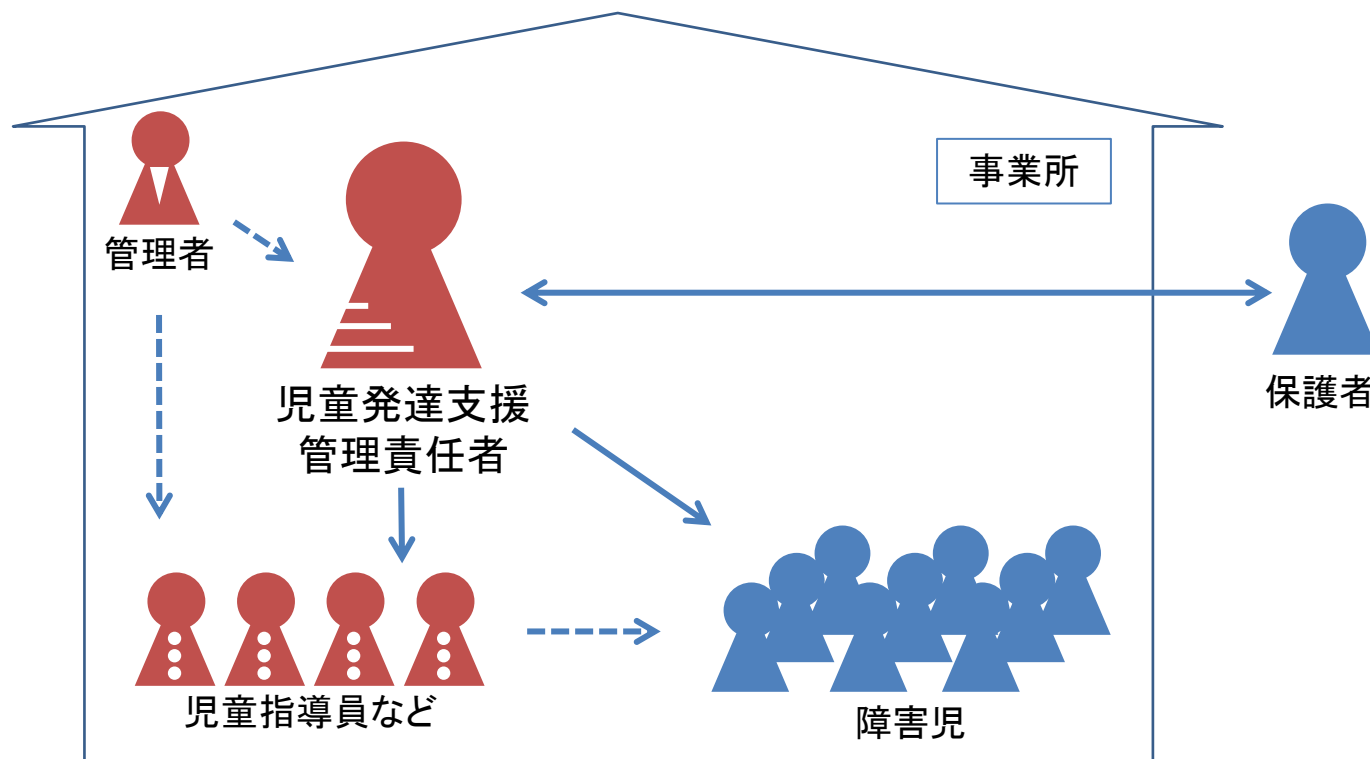 事業所
管理者
児童発達支援
管理責任者
保護者
児童指導員など
障害児